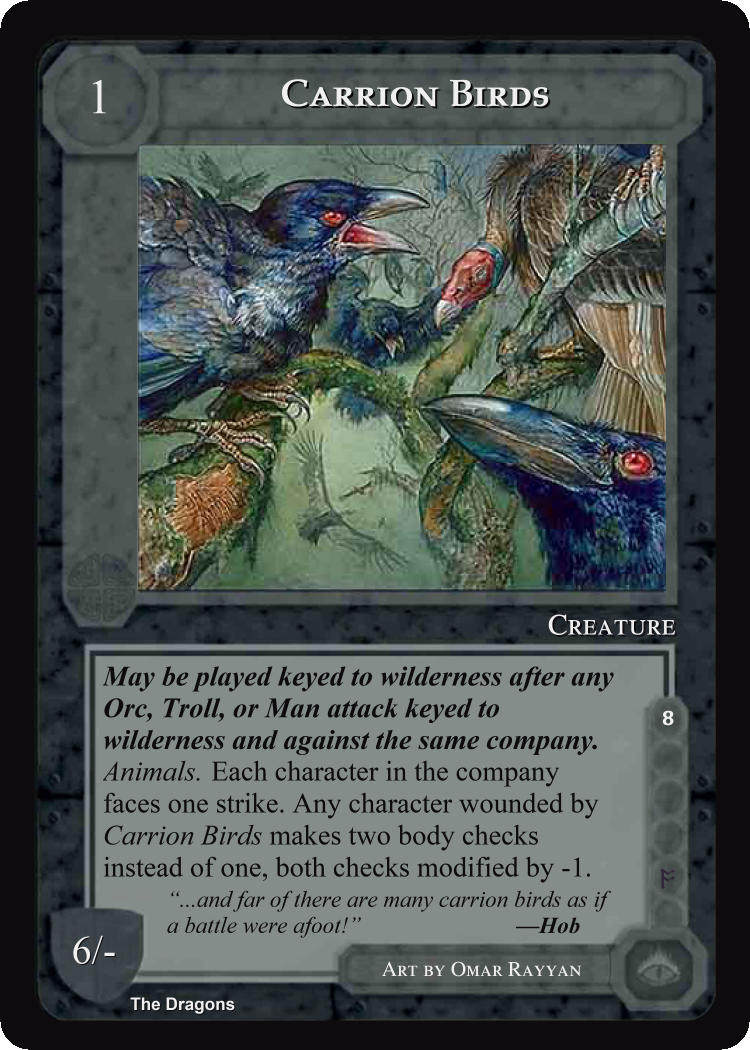 1
CARRION BIRDS
CREATURE
May be played keyed to wilderness after any
Orc, Troll, or Man attack keyed to
wilderness and against the same company.
Animals. Each character in the company
faces one strike. Any character wounded by
Carrion Birds makes two body checks
instead of one, both checks modified by -1.
“...and far of there are many carrion birds as if
a battle were afoot!” —Hob
8
6/-
ART BY OMAR RAYYAN
The Dragons